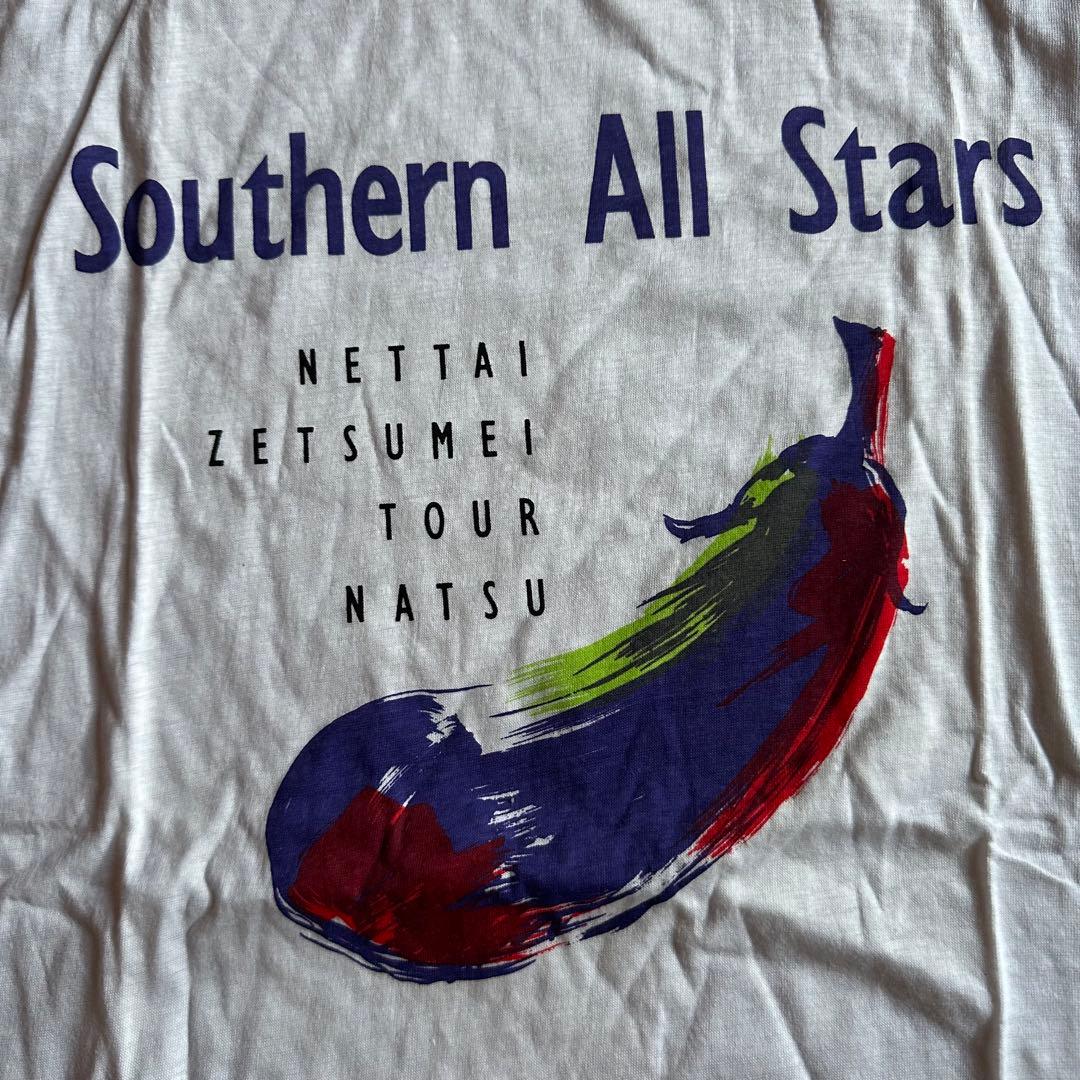 Southern All Stars
NETTAI
ZETSUMEI
TOUR
NATSU